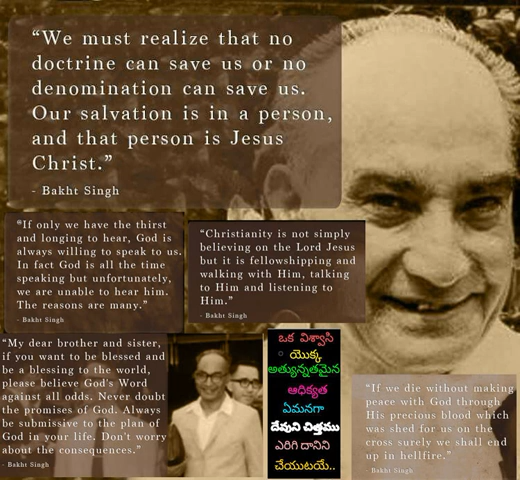 “We must realize that no
doctrine can save us or no
denomination can save us.
Our salvation is in a person,
and that person is Jesus
Christ.”
- Bakht Singh
“If only we have the thirst
and longing to hear, God is
always willing to speak to us.
In fact God is all the time
speaking but unfortunately,
we are unable to hear him.
The reasons are many.”
- Bakht Singh
“Christianity is not simply
believing on the Lord Jesus
but it is fellowshipping and
walking with Him, talking
to Him and listening to
Him.”
- Bakht Singh
“My dear brother and sister,
if you want to be blessed and
be a blessing to the world,
please believe God's Word
against all odds. Never doubt
the promises of God. Always
be submissive to the plan of
God in your life. Don't worry
about the consequences.”
- Bakht Singh
ఒక విశ్వాసి
యొక్క
అత్యున్నతమైన
ఆధిక్యత
ఏమనగా
దేవుని చిత్తము
ఎరిగి దానిని
చేయుటయే..
“If we die without making
peace with God through
His precious blood which
was shed for us on the
cross surely we shall end
up in hellfire.”
- Bakht Singh